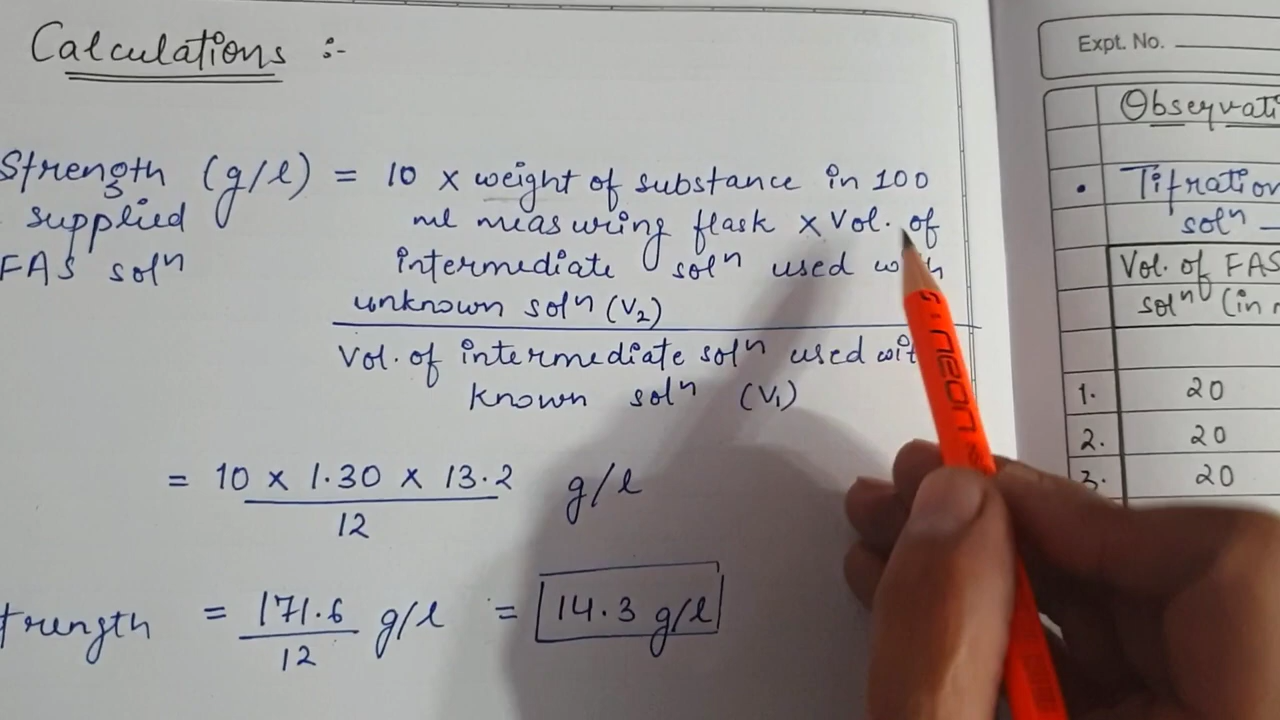 Calculations :-
Strength (g/l) = 10 x weight of substance in 100
supplied ml measuring flask x Vol. of
FAS solⁿ intermediate solⁿ used with
unknown solⁿ (V₂)
Vol. of intermediate solⁿ used wit
known solⁿ (V₁)
= 10 x 1.30 x 13.2 g/l
12
trength = 171.6 g/l = 14.3 g/l
12
Expt. No.
Observati
• Titration
solⁿ –
Vol. of FAS
solⁿ (in
1. 20
2. 20
3. 20
neon